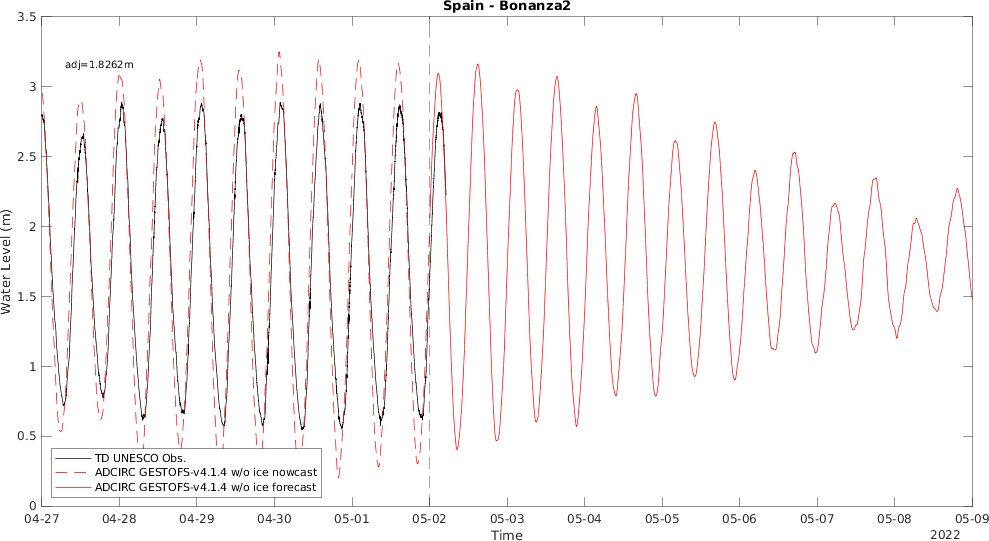 Spain - Bonanza2
3.5
adj=1.8262m
3
2.5
2
1.5
1
0.5
0
Water Level (m)
TD UNESCO Obs.
ADCIRC GESTOFS-v4.1.4 w/o ice nowcast
ADCIRC GESTOFS-v4.1.4 w/o ice forecast
04-27 04-28 04-29 04-30 05-01 05-02 05-03 05-04 05-05 05-06 05-07 05-08 05-09
Time
2022